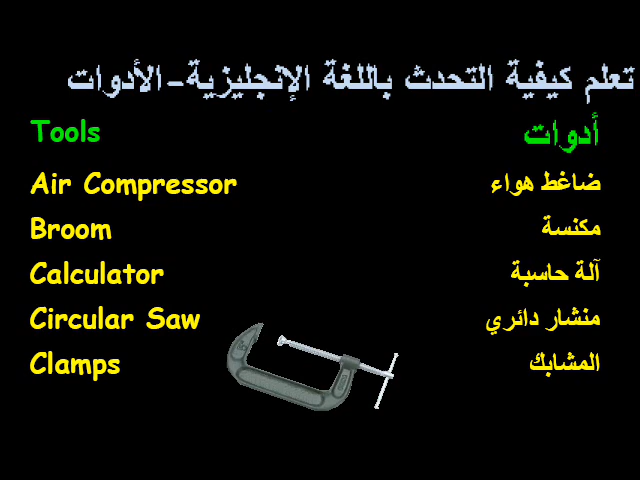 تعلم كيفية التحدث باللغة الإنجليزية-الأدوات
Tools أدوات
Air Compressor ضاغط هواء
Broom مكنسة
Calculator آلة حاسبة
Circular Saw منشار دائري
Clamps المشابك